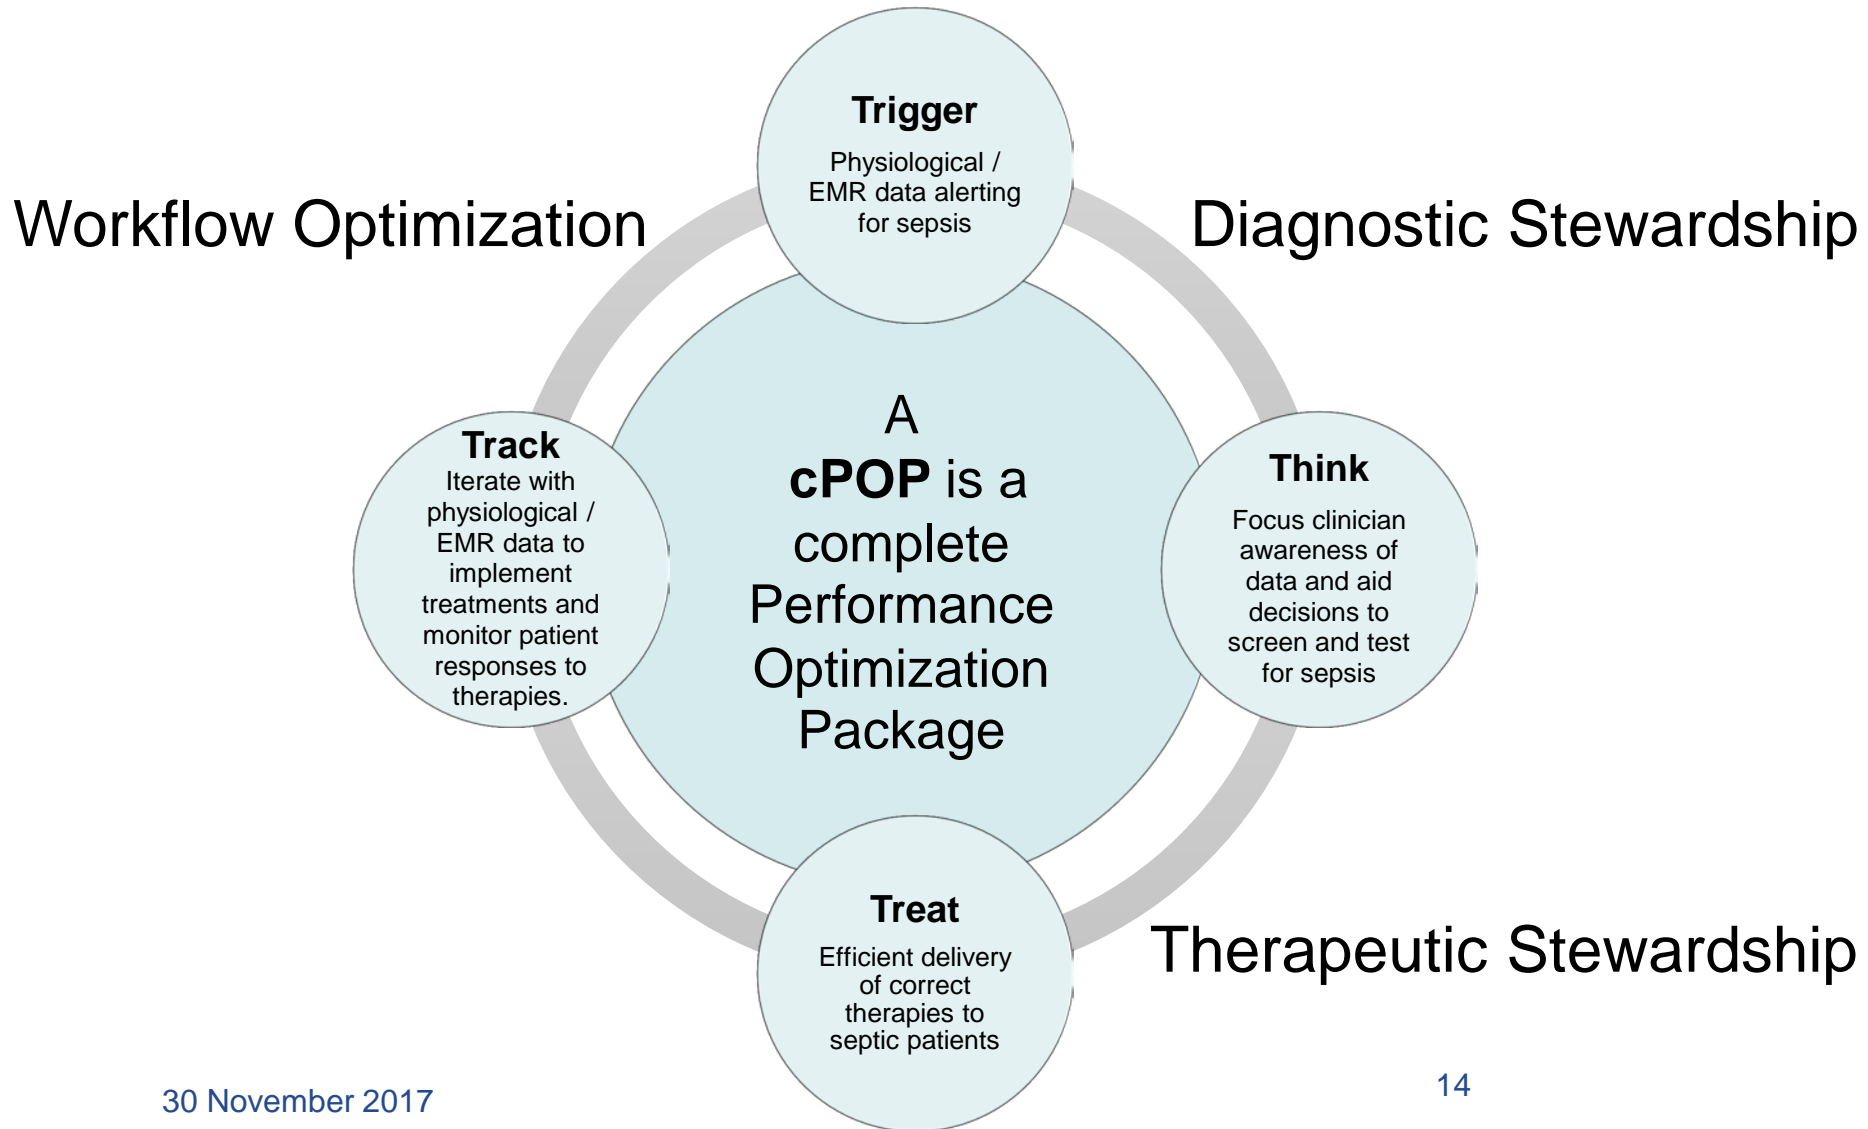 Trigger
Physiological /
EMR data alerting
for sepsis
Workflow Optimization
Diagnostic Stewardship
Track
Iterate with
physiological /
EMR data to
implement
treatments and
monitor patient
responses to
therapies.
A
cPOP is a
complete
Performance
Optimization
Package
Think
Focus clinician
awareness of
data and aid
decisions to
screen and test
for sepsis
Treat
Efficient delivery
of correct
therapies to
septic patients
Therapeutic Stewardship
30 November 2017
14